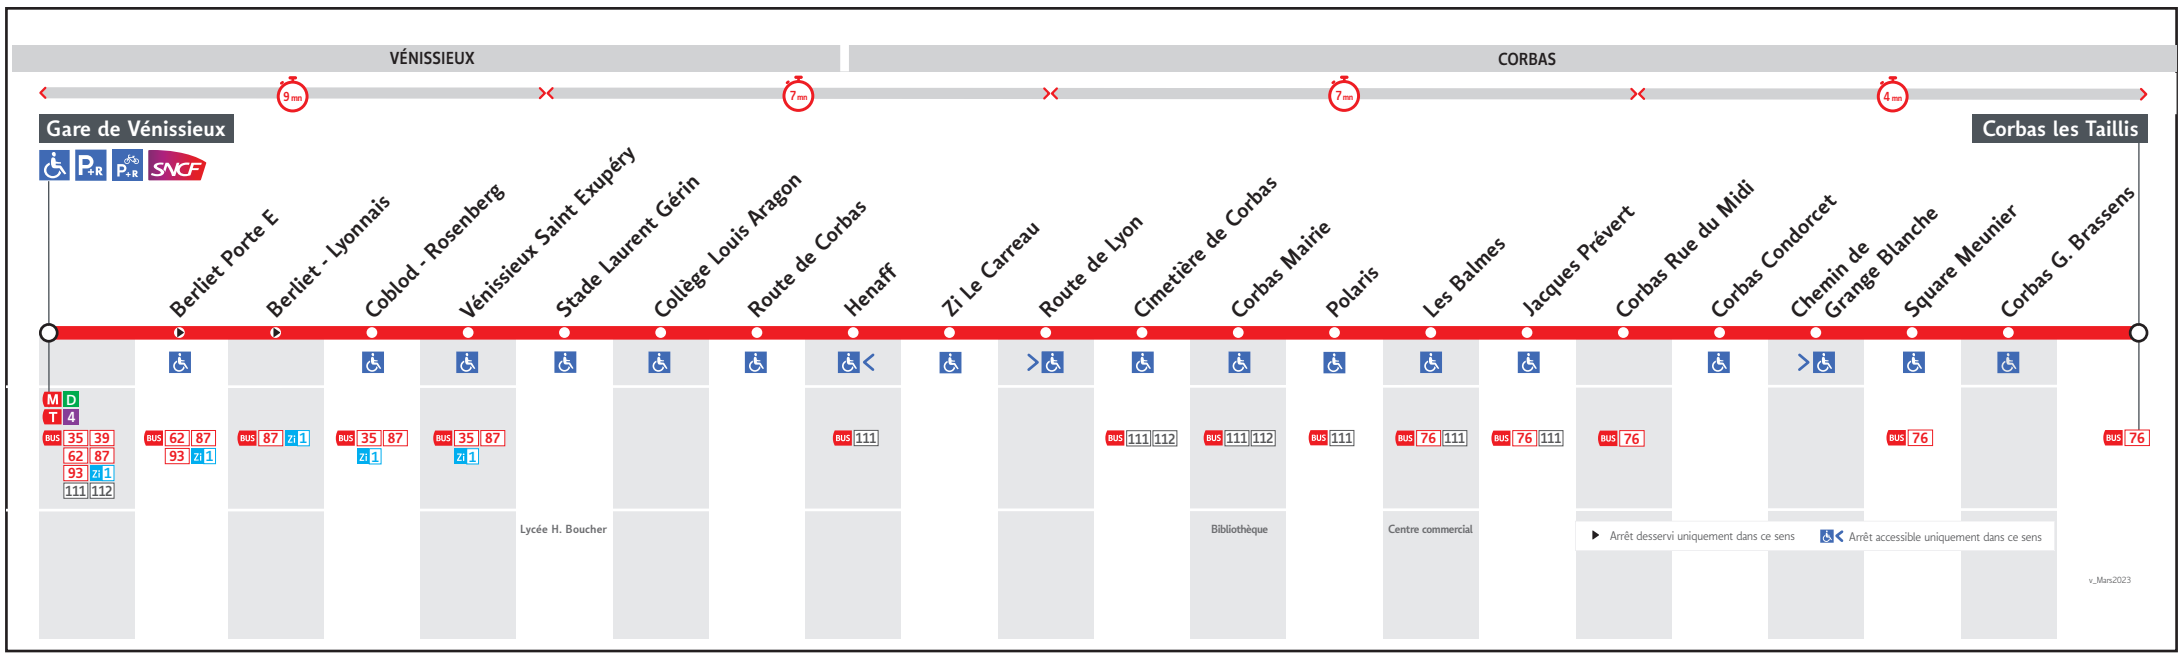 VÉNISSIEUX
CORBAS
9 mn
7 mn
7 mn
4 mn
Gare de Vénissieux
Corbas les Taillis
P+R
P+R
SNCF
Berliet Porte E
Berliet - Lyonnais
Coblod - Rosenberg
Vénissieux Saint Exupéry
Stade Laurent Gérin
Collège Louis Aragon
Route de Corbas
Henaff
Zi Le Carreau
Route de Lyon
Cimetière de Corbas
Corbas Mairie
Polaris
Les Balmes
Jacques Prévert
Corbas Rue du Midi
Corbas Condorcet
Chemin de
Grange Blanche
Square Meunier
Corbas G. Brassens
M D
T 4
BUS 35 39
62 87
93 Zi 1
111 112
BUS 62 87
93 Zi 1
BUS 87 Zi 1
BUS 35 87
Zi 1
BUS 35 87
Zi 1
BUS 111
BUS 111 112
BUS 111 112
BUS 111
BUS 76 111
BUS 76 111
BUS 76
BUS 76
BUS 76
Lycée H. Boucher
Bibliothèque
Centre commercial
Arrêt desservi uniquement dans ce sens
Arrêt accessible uniquement dans ce sens
v_Mars2023